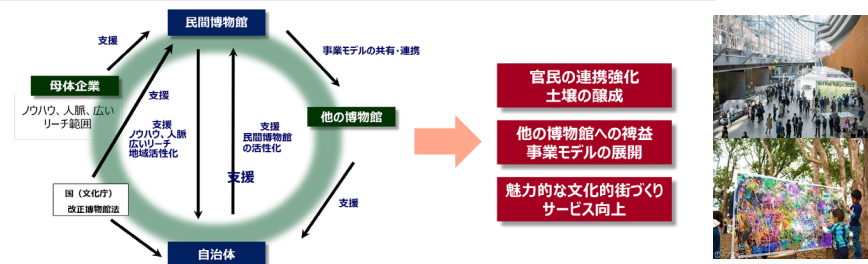 民間博物館
支援
事業モデルの共有・連携
母体企業
ノウハウ、人脈、広い
リーチ範囲
支援
支援
ノウハウ、人脈
広いリーチ
地域活性化
支援
民間博物館
の活性化
支援
他の博物館
国（文化庁）
改正博物館法
支援
自治体
官民の連携強化
土壌の醸成
他の博物館への裨益
事業モデルの展開
魅力的な文化的街づくり
サービス向上